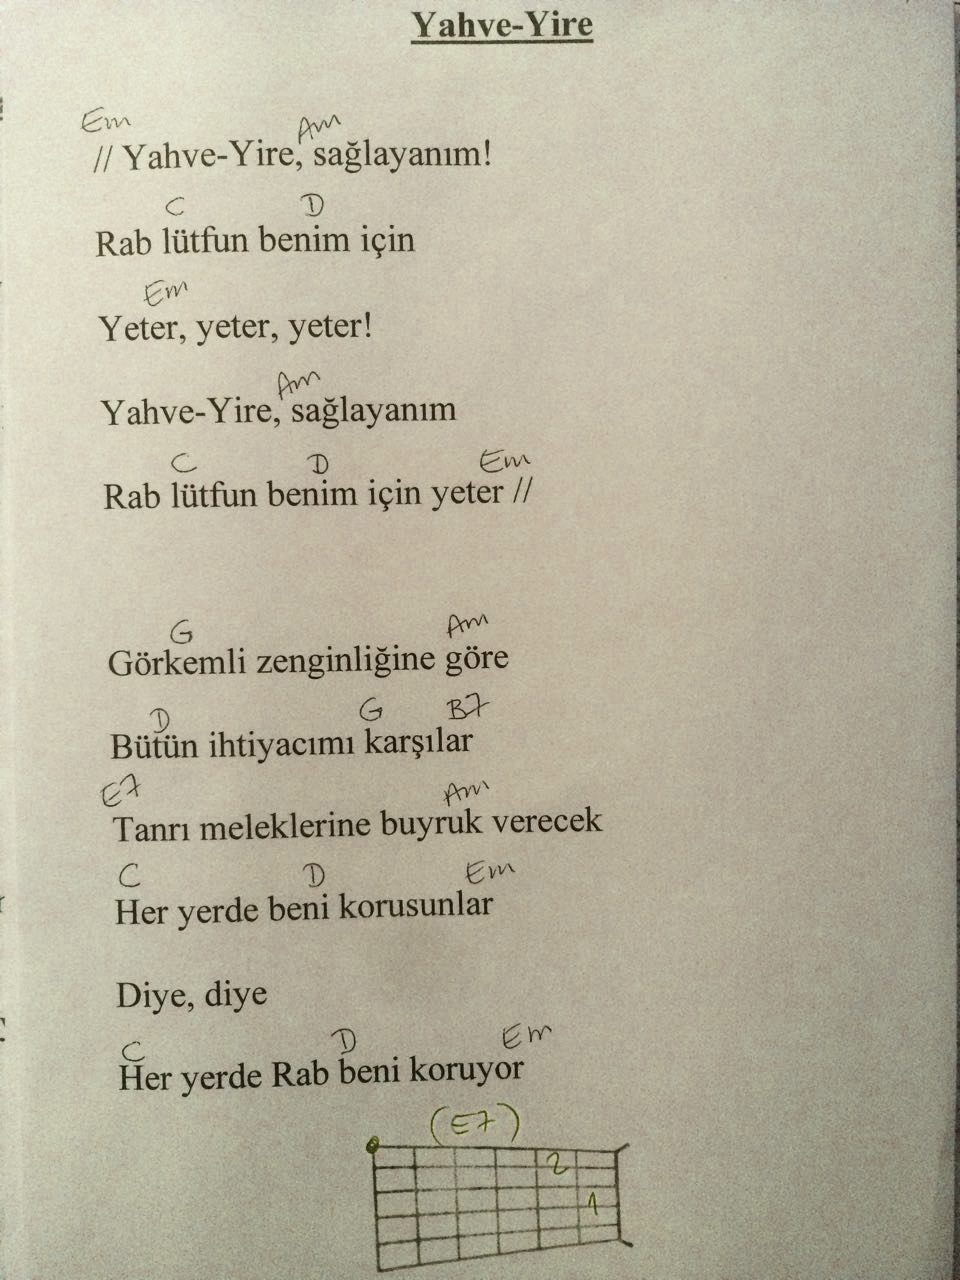 Yahve-Yire
Em Am
// Yahve-Yire, sağlayanım!
C D
Rab lütfun benim için
Em
Yeter, yeter, yeter!
Am
Yahve-Yire, sağlayanım
C D Em
Rab lütfun benim için yeter //
G Am
Görkemli zenginliğine göre
D G B7
Bütün ihtiyacımı karşılar
E7 Am
Tanrı meleklerine buyruk verecek
C D Em
Her yerde beni korusunlar
Diye, diye
C D Em
Her yerde Rab beni koruyor
(E7)
2
1